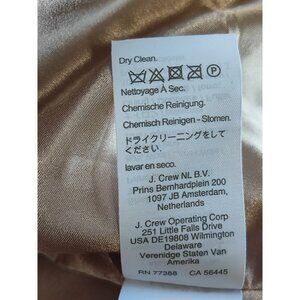 Dry Clean.
P
Nettoyage À Sec.
Chemische Reinigung.
Chemisch Reinigen - Stomen.
ドライクリーニングをして
ください.
lavar en seco.
J. Crew NL B.V.
Prins Bernhardplein 200
1097 JB Amsterdam,
Netherlands
J. Crew Operating Corp
251 Little Falls Drive
USA DE19808 Wilmington
Delaware
Verenidge Staten Van
Amerika
RN 77388 CA 56445